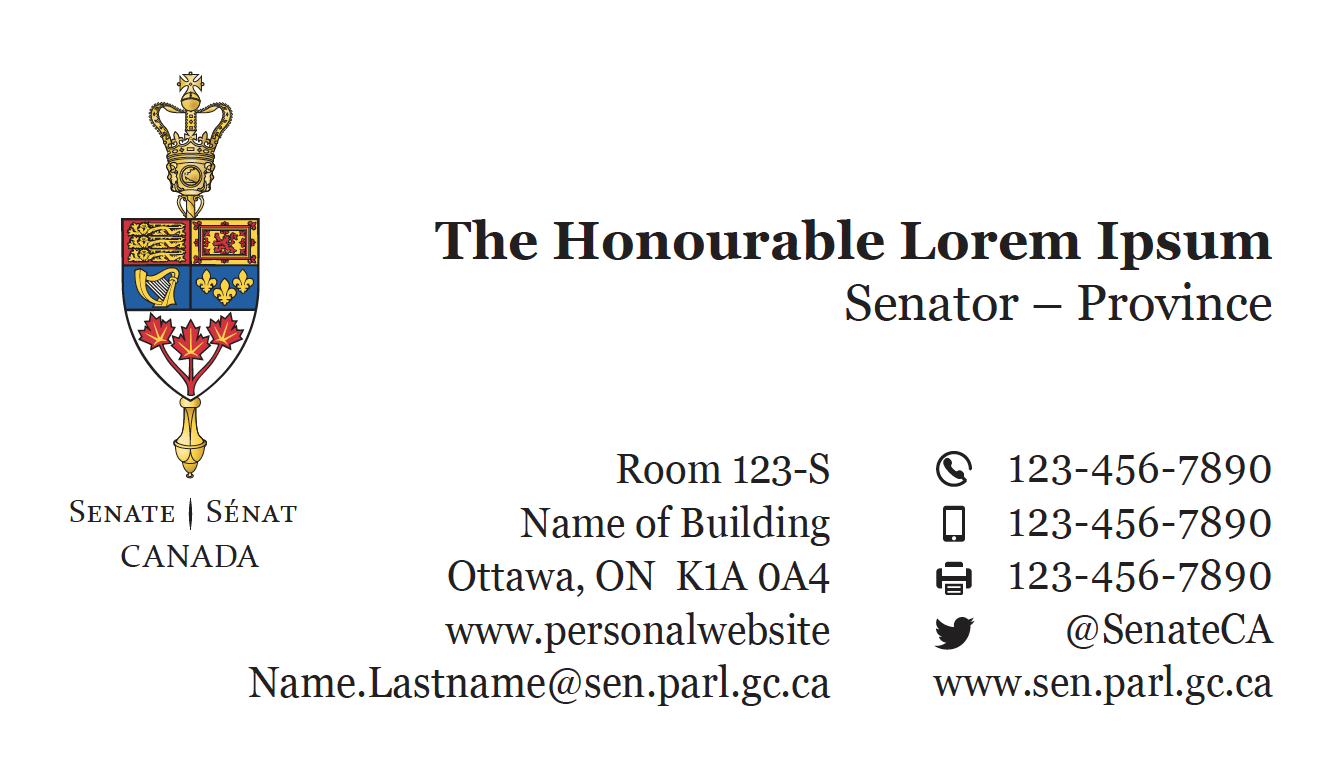 SENATE | SÉNAT
CANADA
The Honourable Lorem Ipsum
Senator – Province
Room 123-S
Name of Building
Ottawa, ON  K1A 0A4
www.personalwebsite
Name.Lastname@sen.parl.gc.ca
123-456-7890
123-456-7890
123-456-7890
@SenateCA
www.sen.parl.gc.ca